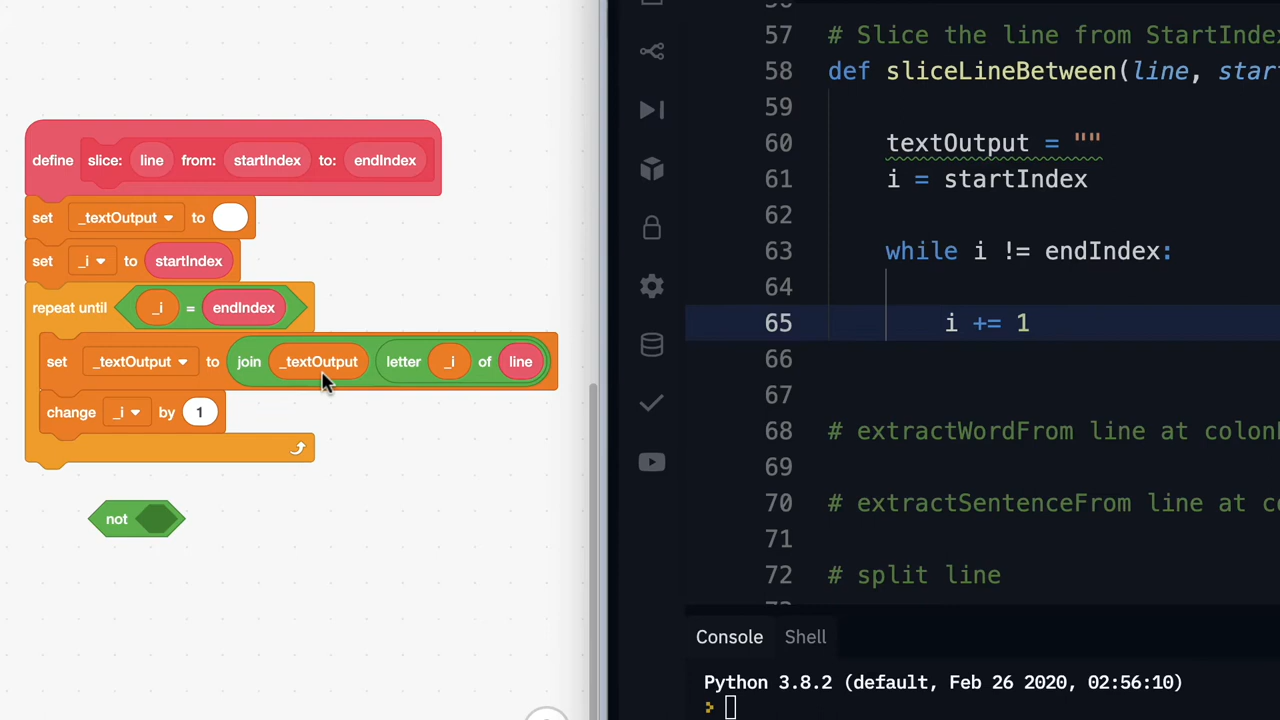 define slice: line from: startIndex to: endIndex
set _textOutput to
set _i to startIndex
repeat until _i = endIndex
set _textOutput to join _textOutput letter _i of line
change _i by 1
not
57 # Slice the line from StartInde
58 def sliceLineBetween(line, star
59
60 textOutput = ""
61 i = startIndex
62
63 while i != endIndex:
64
65 i += 1
66
67
68 # extractWordFrom line at colon
69
70 # extractSentenceFrom line at co
71
72 # split line
Console Shell
Python 3.8.2 (default, Feb 26 2020, 02:56:10)